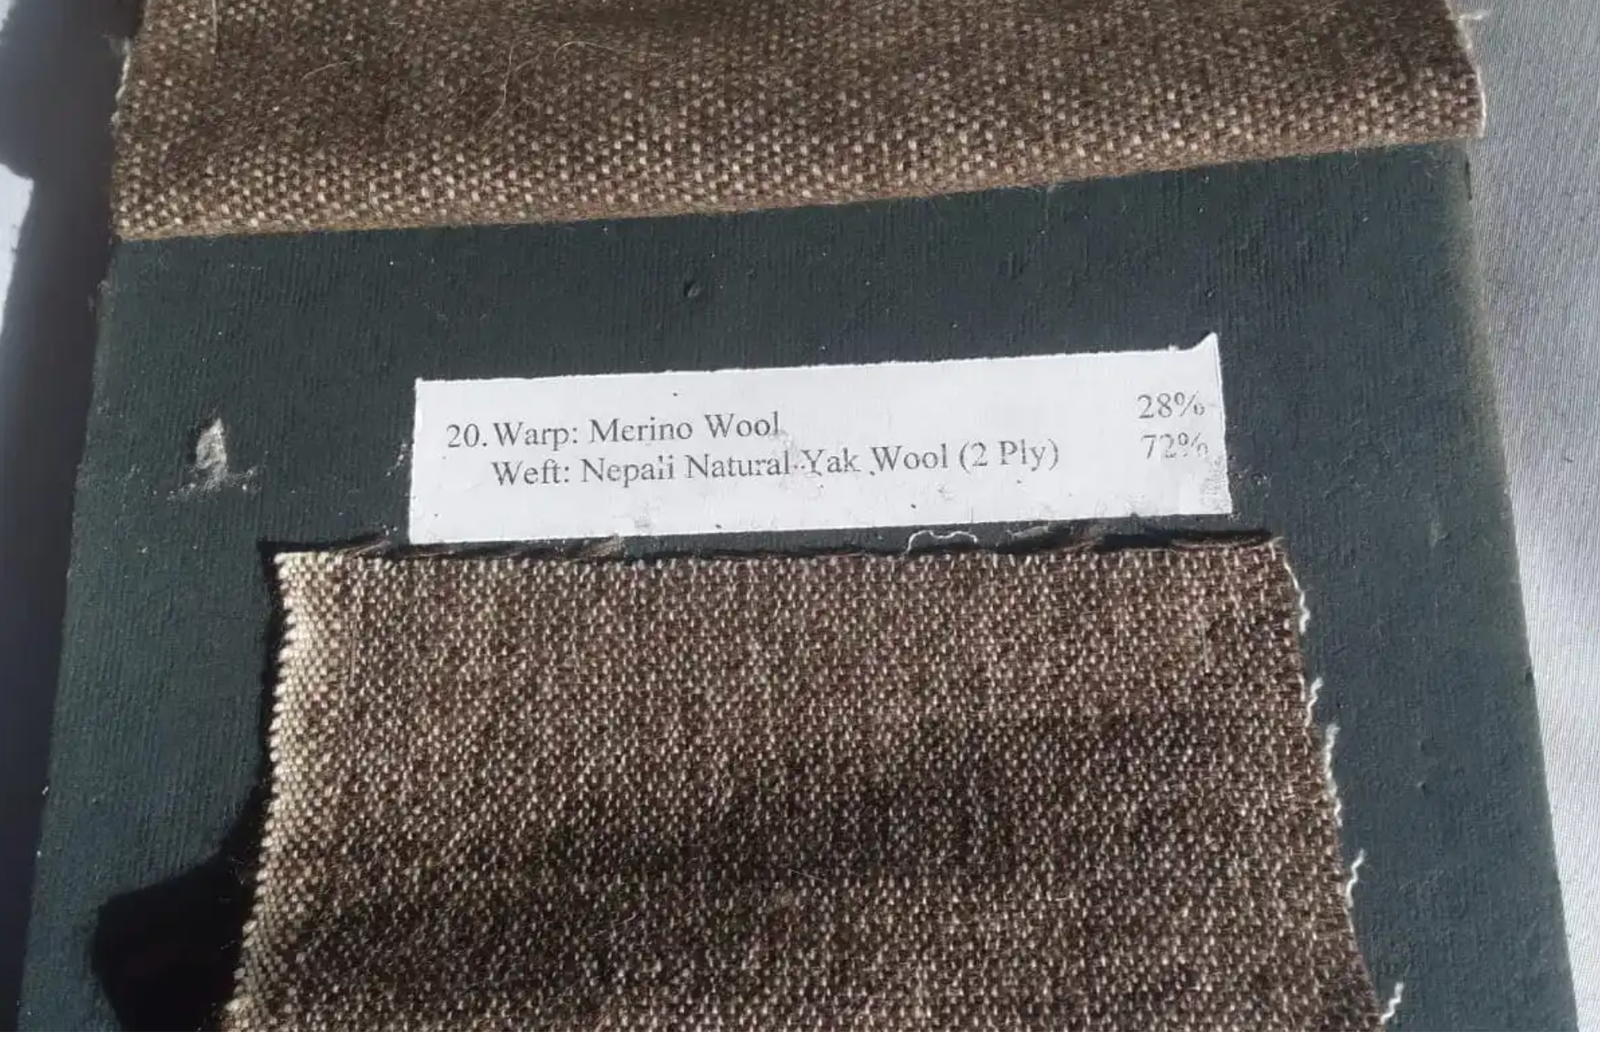 20. Warp: Merino Wool 28%
Weft: Nepali Natural Yak Wool (2 Ply) 72%